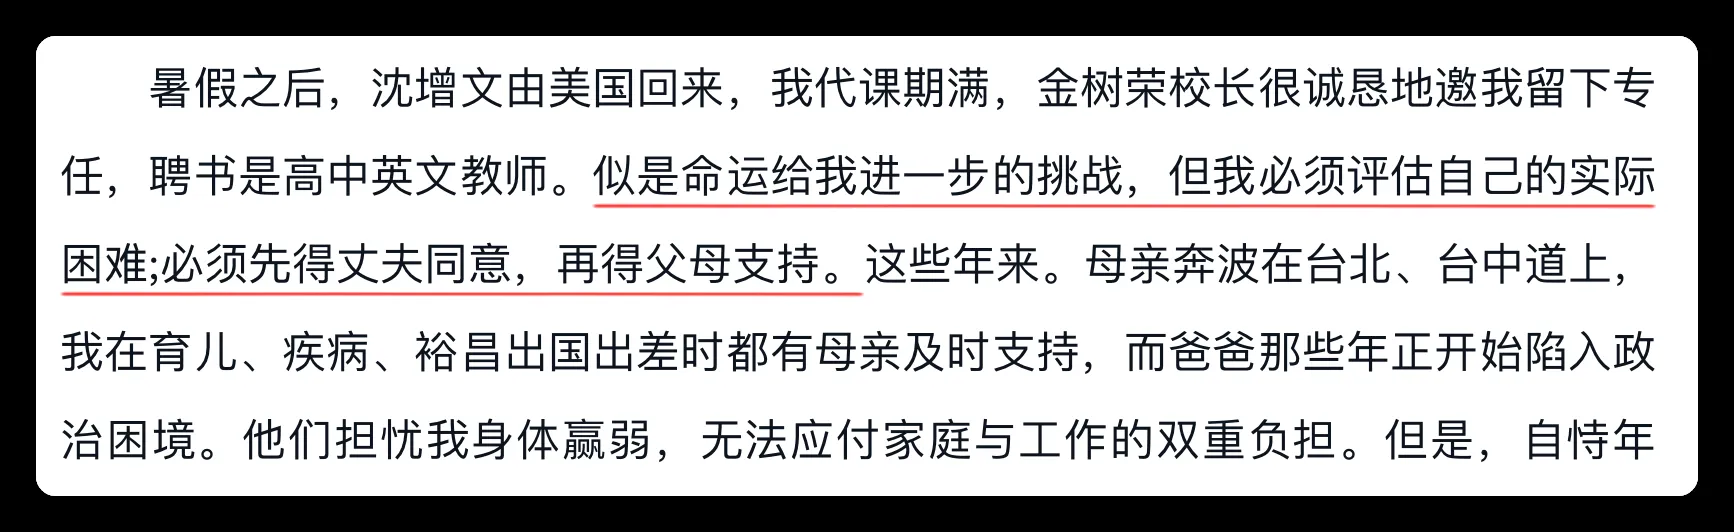 暑假之后，沈增文由美国回来，我代课期满，金树荣校长很诚恳地邀我留下专
任，聘书是高中英文教师。似是命运给我进一步的挑战，但我必须评估自己的实际
困难;必须先得丈夫同意，再得父母支持。这些年来。母亲奔波在台北、台中道上，
我在育儿、疾病、裕昌出国出差时都有母亲及时支持，而爸爸那些年正开始陷入政
治困境。他们担忧我身体赢弱，无法应付家庭与工作的双重负担。但是，自恃年